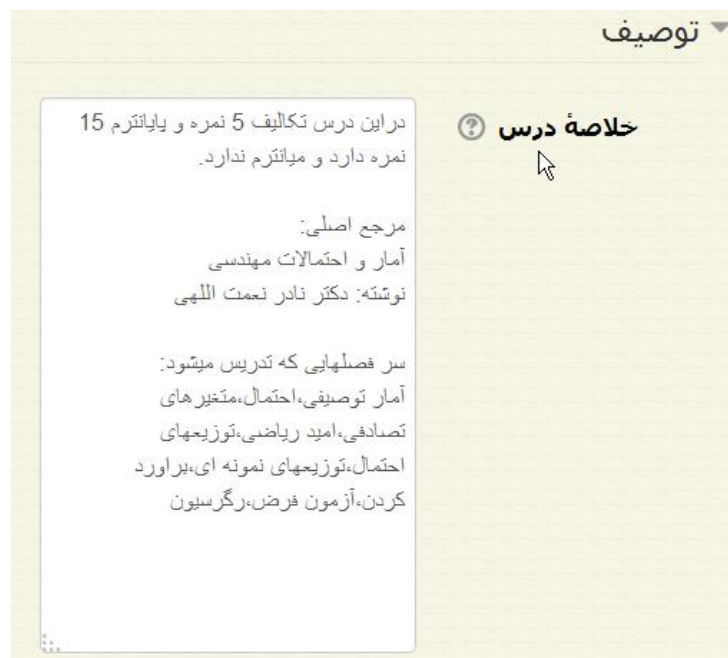 توصیف
خلاصهٔ درس
دراین درس تکالیف 5 نمره و پایانترم 15
نمره دارد و میانترم ندارد.
مرجع اصلی:
آمار و احتمالات مهندسی
نوشته: دکتر نادر نعمت اللهی
سر فصلهایی که تدریس میشود:
آمار توصیفی،احتمال،متغیرهای
تصادفی،امید ریاضی،توزیعهای
احتمال،توزیعهای نمونه ای،براورد
کردن،آزمون فرض،رگرسیون